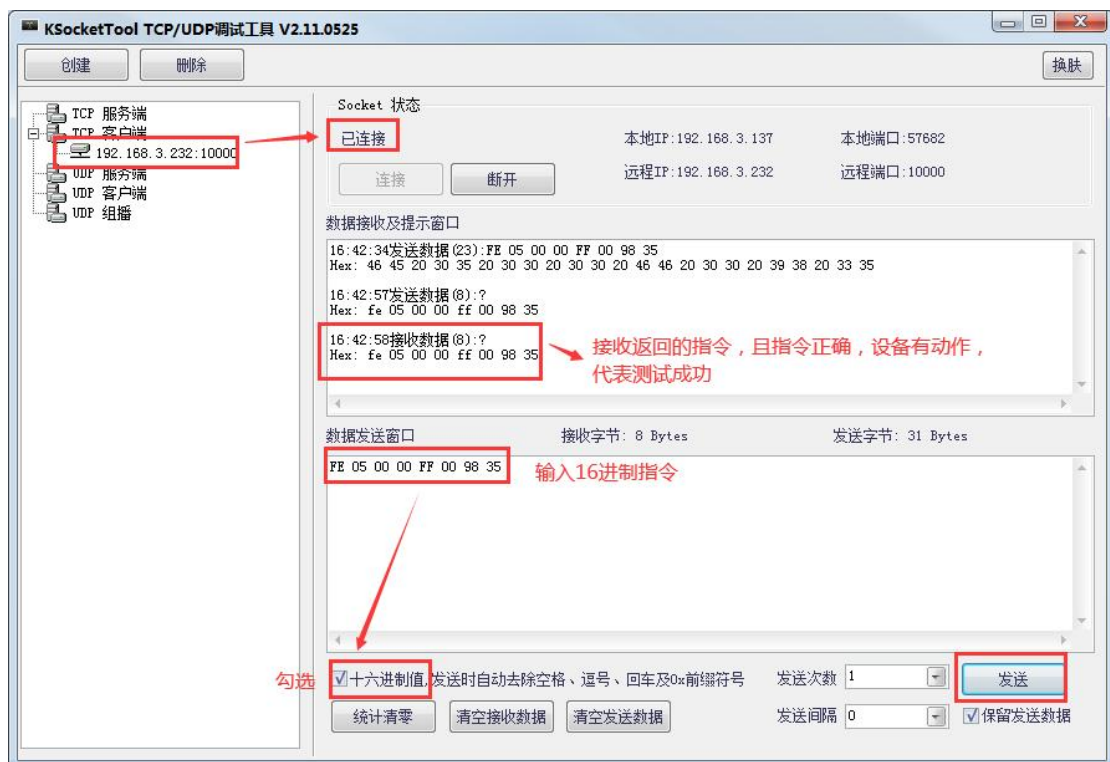 KSocketTool TCP/UDP调试工具 V2.11.0525
创建 删除 换肤
TCP 服务端
TCP 客户端
192.168.3.232:10000
UDP 服务端
UDP 客户端
UDP 组播
Socket 状态
已连接 本地IP:192.168.3.137 本地端口:57682
连接 断开 远程IP:192.168.3.232 远程端口:10000
数据接收及提示窗口
16:42:34发送数据(23):FE 05 00 00 FF 00 98 35
Hex: 46 45 20 30 35 20 30 30 20 30 30 20 46 46 20 30 30 20 39 38 20 33 35
16:42:57发送数据(8):?
Hex: fe 05 00 00 ff 00 98 35
16:42:58接收数据(8):?
Hex: fe 05 00 00 ff 00 98 35
接收返回的指令，且指令正确，设备有动作，
代表测试成功
数据发送窗口 接收字节: 8 Bytes 发送字节: 31 Bytes
FE 05 00 00 FF 00 98 35
输入16进制指令
勾选 十六进制值,发送时自动去除空格、逗号、回车及0x前缀符号 发送次数 1 发送
统计清零 清空接收数据 清空发送数据 发送间隔 0 保留发送数据